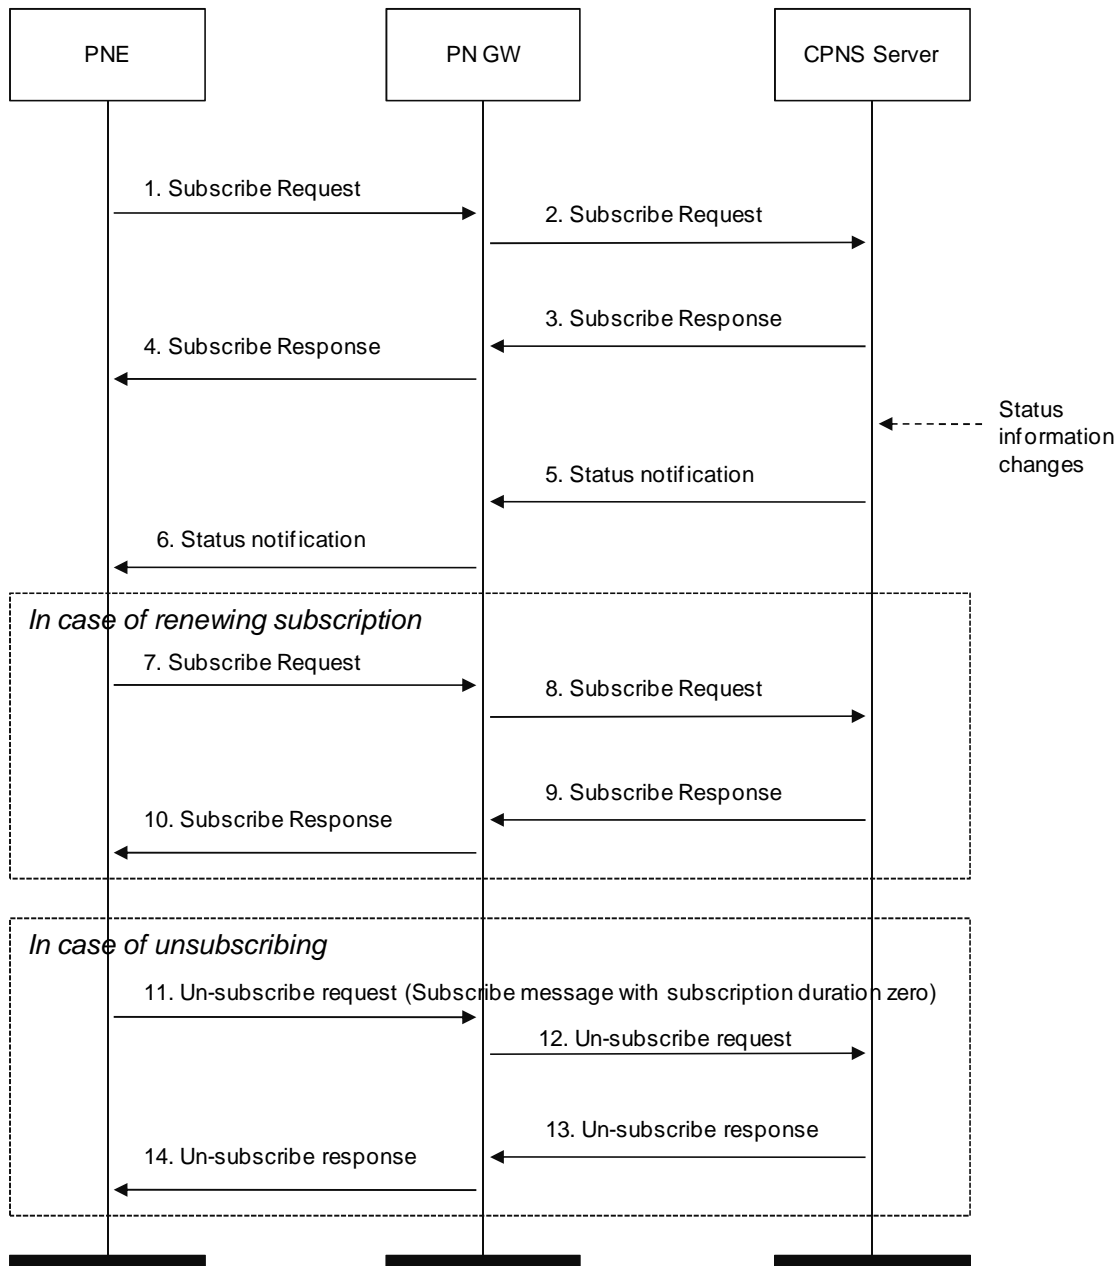 PNE
PN GW
CPNS Server
1. Subscribe Request
2. Subscribe Request
3. Subscribe Response
4. Subscribe Response
Status
information
changes
5. Status notification
6. Status notification
In case of renewing subscription
7. Subscribe Request
8. Subscribe Request
9. Subscribe Response
10. Subscribe Response
In case of unsubscribing
11. Un-subscribe request (Subscribe message with subscription duration zero)
12. Un-subscribe request
13. Un-subscribe response
14. Un-subscribe response